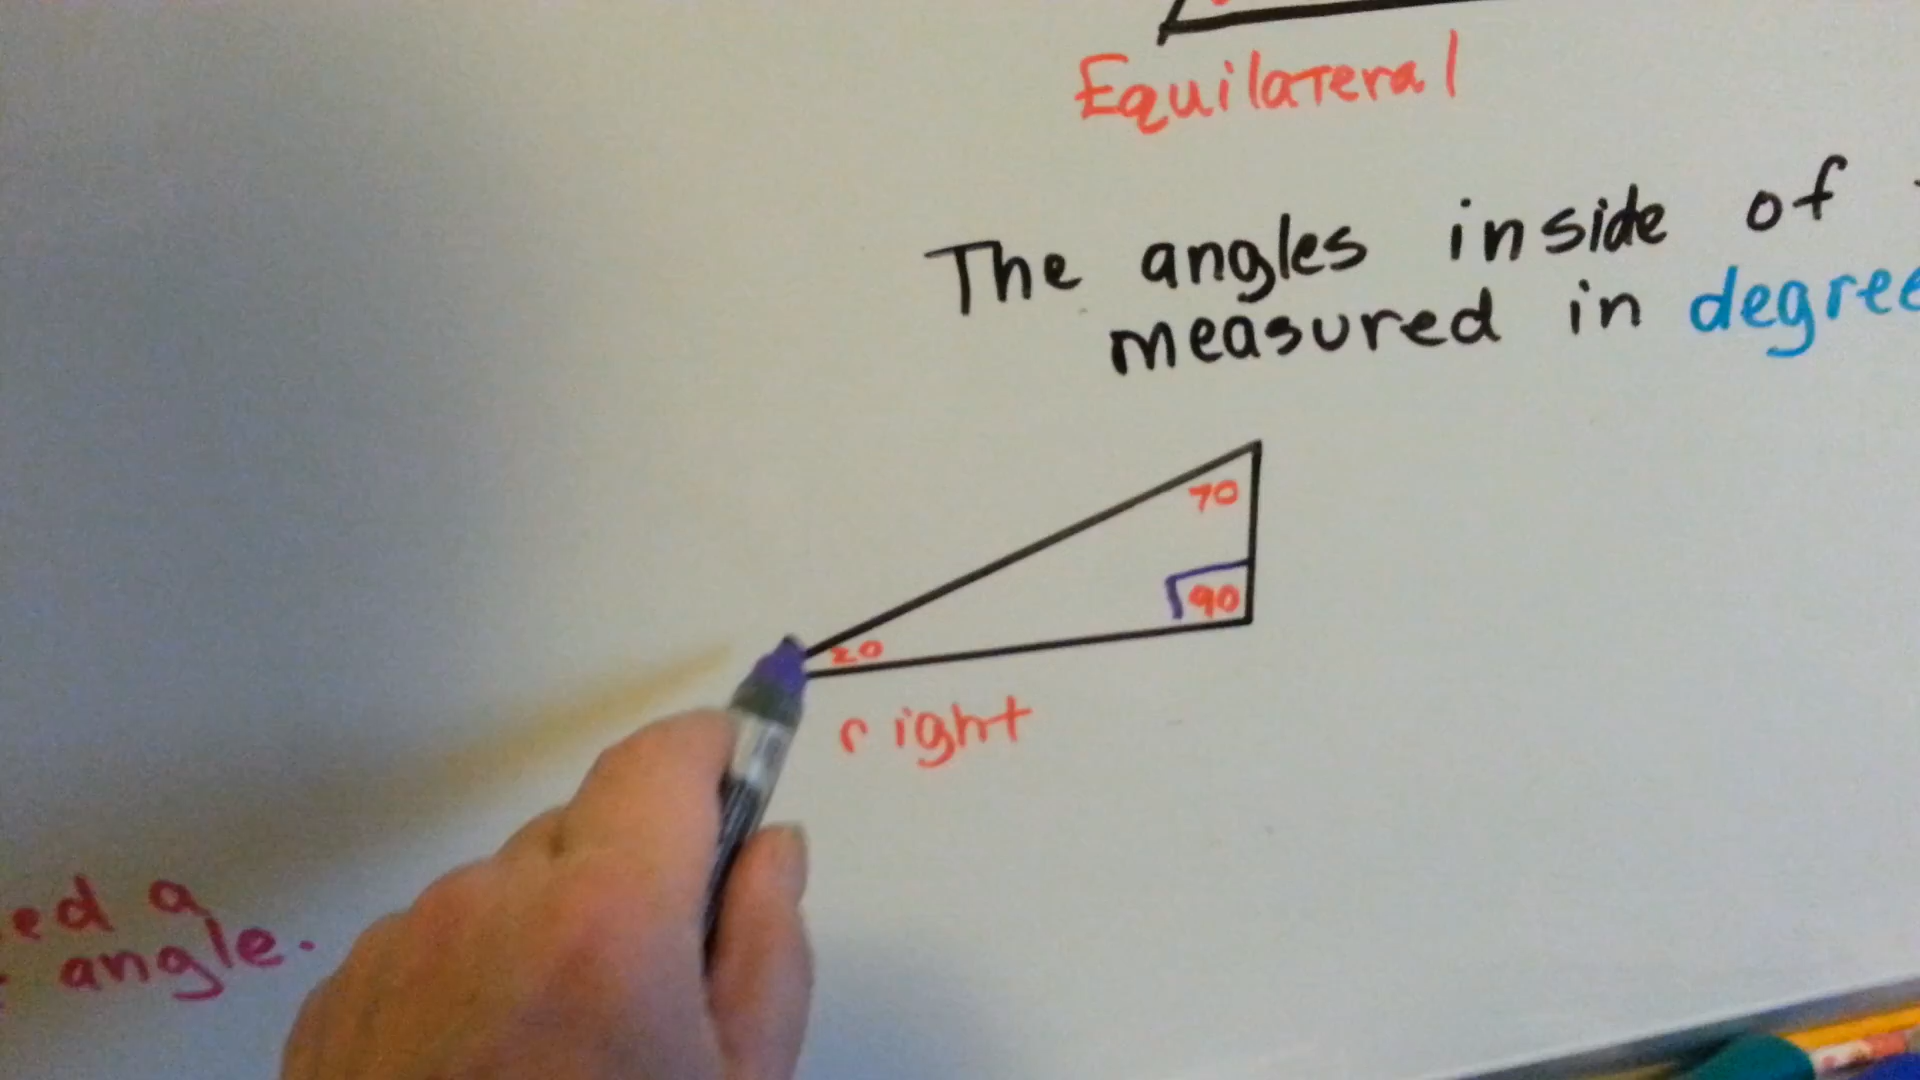 Equilateral
The angles inside of
measured in degree
70
90
20
right
ed a
angle.